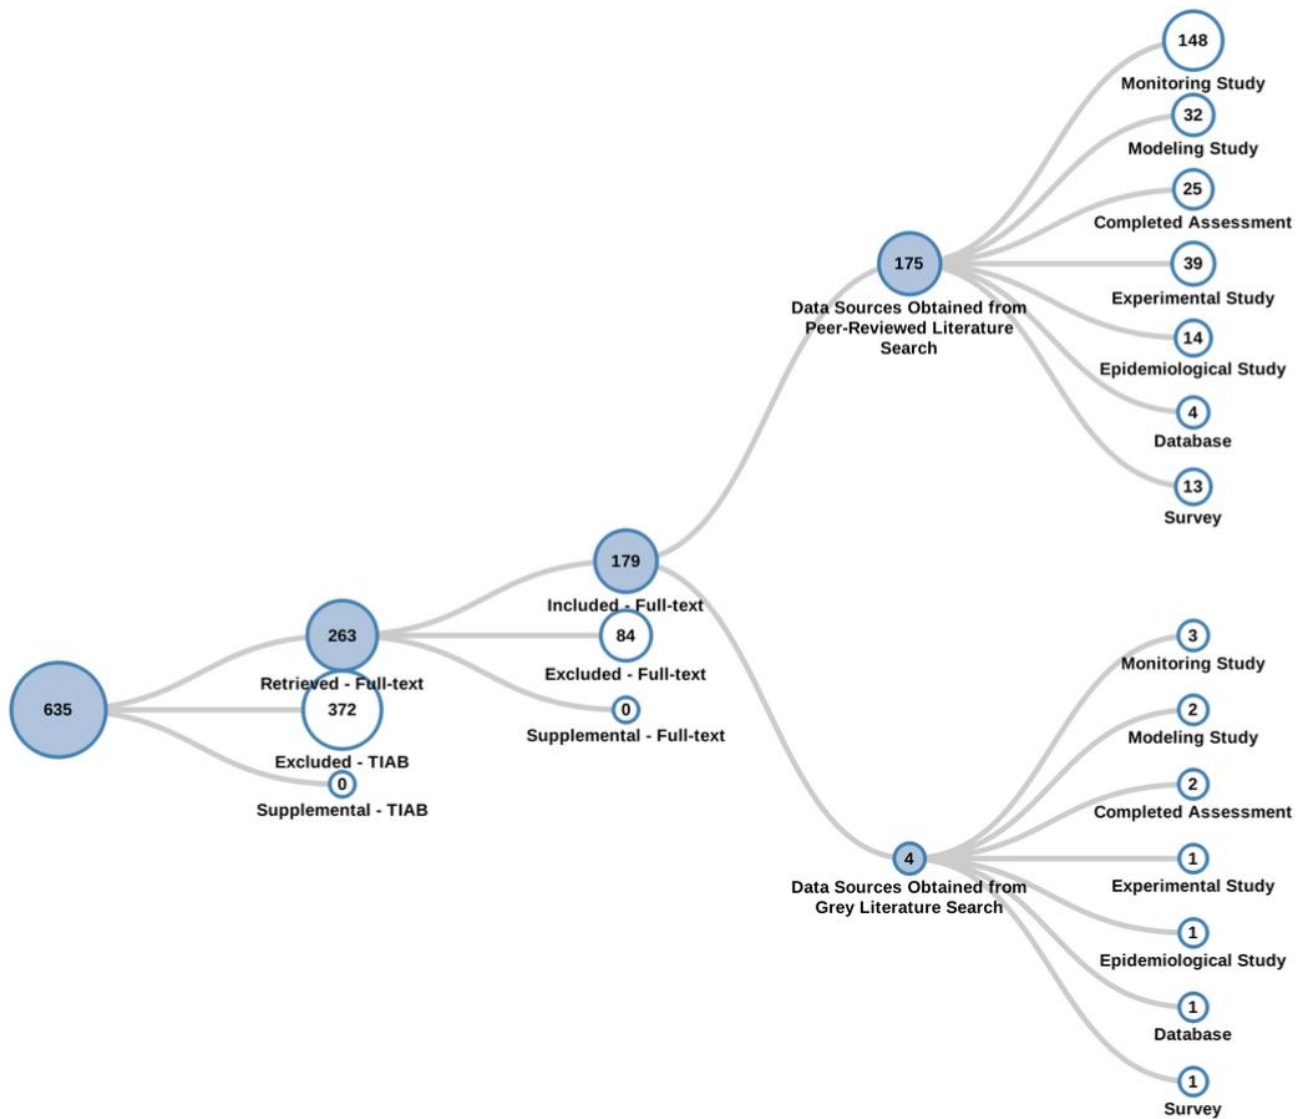 635
263
Retrieved - Full-text
372
Excluded - TIAB
0
Supplemental - TIAB
179
Included - Full-text
84
Excluded - Full-text
0
Supplemental - Full-text
175
Data Sources Obtained from
Peer-Reviewed Literature
Search
148
Monitoring Study
32
Modeling Study
25
Completed Assessment
39
Experimental Study
14
Epidemiological Study
4
Database
13
Survey
4
Data Sources Obtained from
Grey Literature Search
3
Monitoring Study
2
Modeling Study
2
Completed Assessment
1
Experimental Study
1
Epidemiological Study
1
Database
1
Survey